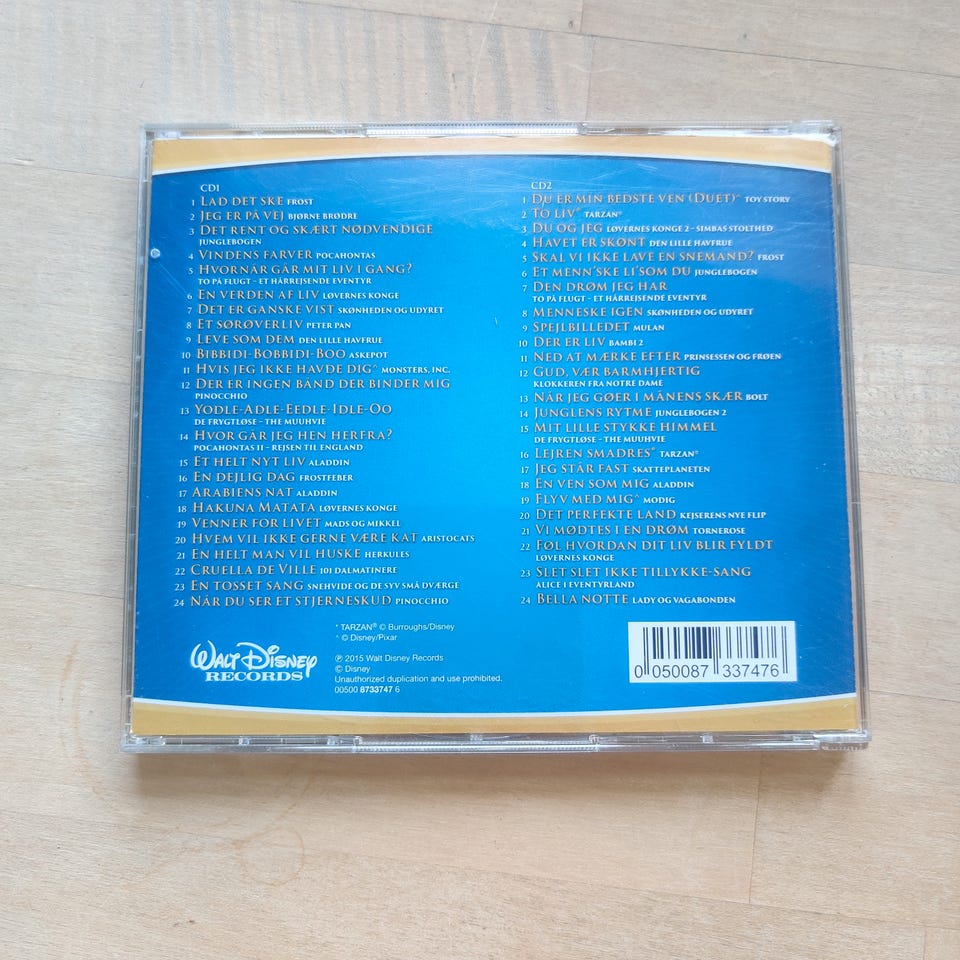 CD1
1 Lad det ske Frost
2 Jeg er på vej Bjørne Brødre
3 Det rent og skært nødvendige
Junglebogen
4 Vindens farver Pocahontas
5 Hvornår går mit liv i gang?
To på flugt - et hårrejsende eventyr
6 En verden af liv Løvernes Konge
7 Det er ganske vist Skønheden og Udyret
8 Et sørøverliv Peter Pan
9 Leve som dem Den lille havfrue
10 Bibbidi-Bobbidi-Boo Askepot
11 Hvis jeg ikke havde dig^ Monsters, Inc.
12 Der er ingen bånd der binder mig
Pinocchio
13 Yodle-Adle-Eedle-Idle-Oo
De frygtløse - The Muuhvie
14 Hvor går jeg hen herfra?
Pocahontas II - Rejsen til England
15 Et helt nyt liv Aladdin
16 En dejlig dag Frostfeber
17 Arabiens nat Aladdin
18 Hakuna Matata Løvernes Konge
19 Venner for livet Mads og Mikkel
20 Hvem vil ikke gerne være kat Aristocats
21 En helt man vil huske Herkules
22 Cruella de Ville 101 Dalmatinere
23 En tosset sang Snehvide og de syv små dværge
24 Når du ser et stjerneskud Pinocchio
CD2
1 Du er min bedste ven (Duet)^ Toy Story
2 To liv* Tarzan®
3 Du og jeg Løvernes Konge 2 - Simbas stolthed
4 Havet er skønt Den lille havfrue
5 Skal vi ikke lave en snemand? Frost
6 Et menn'ske li'som du Junglebogen
7 Den drøm jeg har
To på flugt - et hårrejsende eventyr
8 Menneske igen Skønheden og Udyret
9 Spejlbilledet Mulan
10 Der er liv Bambi 2
11 Ned at mærke efter Prinsessen og frøen
12 Gud, vær barmhjertig
Klokkeren fra Notre Dame
13 Når jeg gøer i månens skær Bolt
14 Junglens rytme Junglebogen 2
15 Mit lille stykke himmel
De frygtløse - The Muuhvie
16 Lejren smadres* Tarzan®
17 Jeg står fast Skatteplaneten
18 En ven som mig Aladdin
19 Flyv med mig^ Modig
20 Det perfekte land Kejserens nye flip
21 Vi mødtes i en drøm Tornerose
22 Føl hvordan dit liv blir fyldt
Løvernes Konge
23 Slet slet ikke tillykke-sang
Alice i Eventyrland
24 Bella Notte Lady og Vagabonden
* TARZAN® © Burroughs/Disney
^ © Disney/Pixar
Walt Disney
RECORDS
℗ 2015 Walt Disney Records
© Disney
Unauthorized duplication and use prohibited.
00500 8733747 6
0 050087 337476